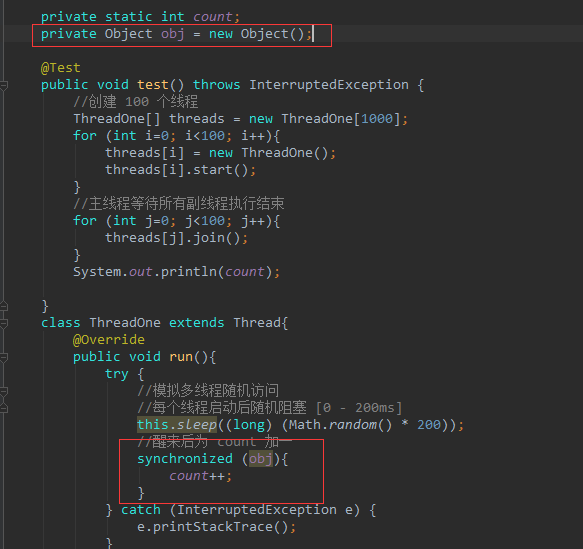 private static int count;
private Object obj = new Object();
@Test
public void test() throws InterruptedException {
//创建 100 个线程
ThreadOne[] threads = new ThreadOne[1000];
for (int i=0; i<100; i++){
threads[i] = new ThreadOne();
threads[i].start();
}
//主线程等待所有副线程执行结束
for (int j=0; j<100; j++){
threads[j].join();
}
System.out.println(count);
}
class ThreadOne extends Thread{
@Override
public void run(){
try {
//模拟多线程随机访问
//每个线程启动后随机阻塞 [0 - 200ms]
this.sleep((long) (Math.random() * 200));
//醒来后为 count 加一
synchronized (obj){
count++;
}
} catch (InterruptedException e) {
e.printStackTrace();
}